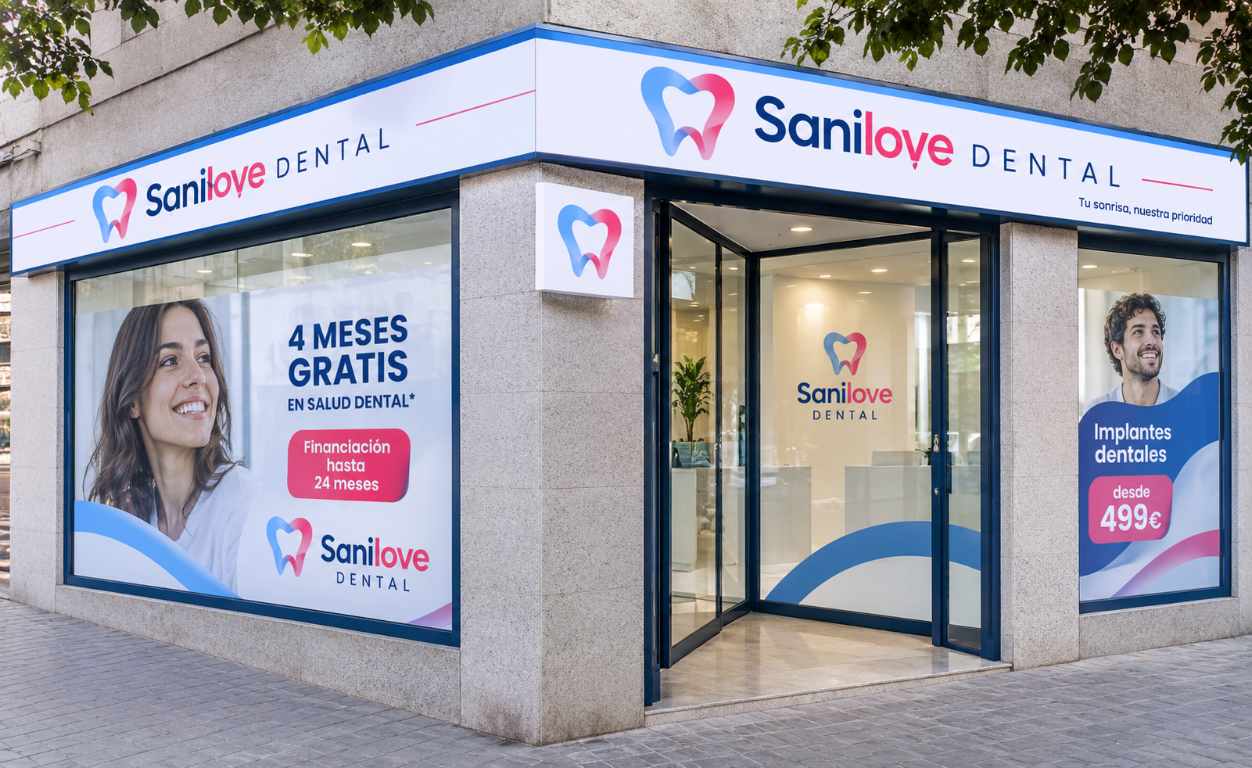 Sanilove DENTAL
Sanilove DENTAL
Tu sonrisa, nuestra prioridad
4 MESES
GRATIS
EN SALUD DENTAL*
Financiación
hasta
24 meses
Sanilove
DENTAL
Sanilove
DENTAL
Implantes
dentales
desde
499€